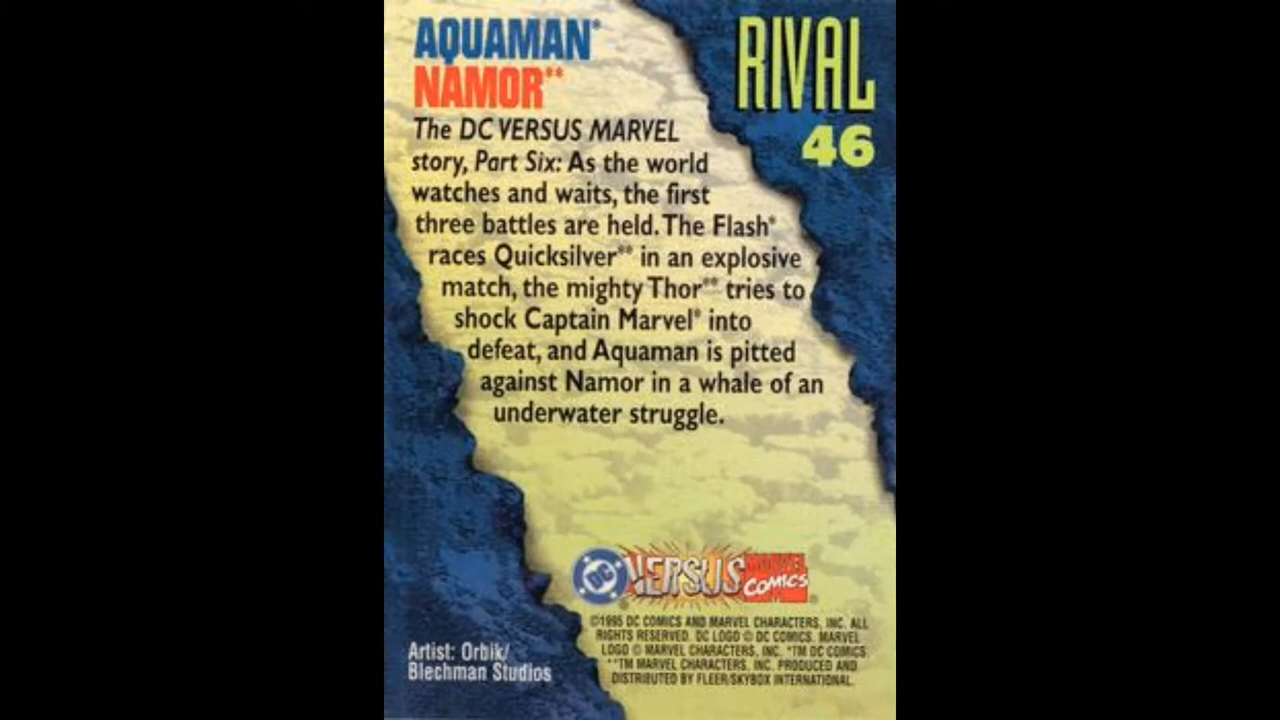 AQUAMAN*
NAMOR**
RIVAL
46
The DC VERSUS MARVEL
story, Part Six: As the world
watches and waits, the first
three battles are held. The Flash*
races Quicksilver** in an explosive
match, the mighty Thor** tries to
shock Captain Marvel* into
defeat, and Aquaman is pitted
against Namor in a whale of an
underwater struggle.
DC VERSUS MARVEL COMICS
©1995 DC COMICS AND MARVEL CHARACTERS, INC. ALL
RIGHTS RESERVED. DC LOGO © DC COMICS. MARVEL
LOGO © MARVEL CHARACTERS, INC. *TM DC COMICS.
**TM MARVEL CHARACTERS, INC. PRODUCED AND
DISTRIBUTED BY FLEER/SKYBOX INTERNATIONAL.
Artist: Orbik/
Blechman Studios